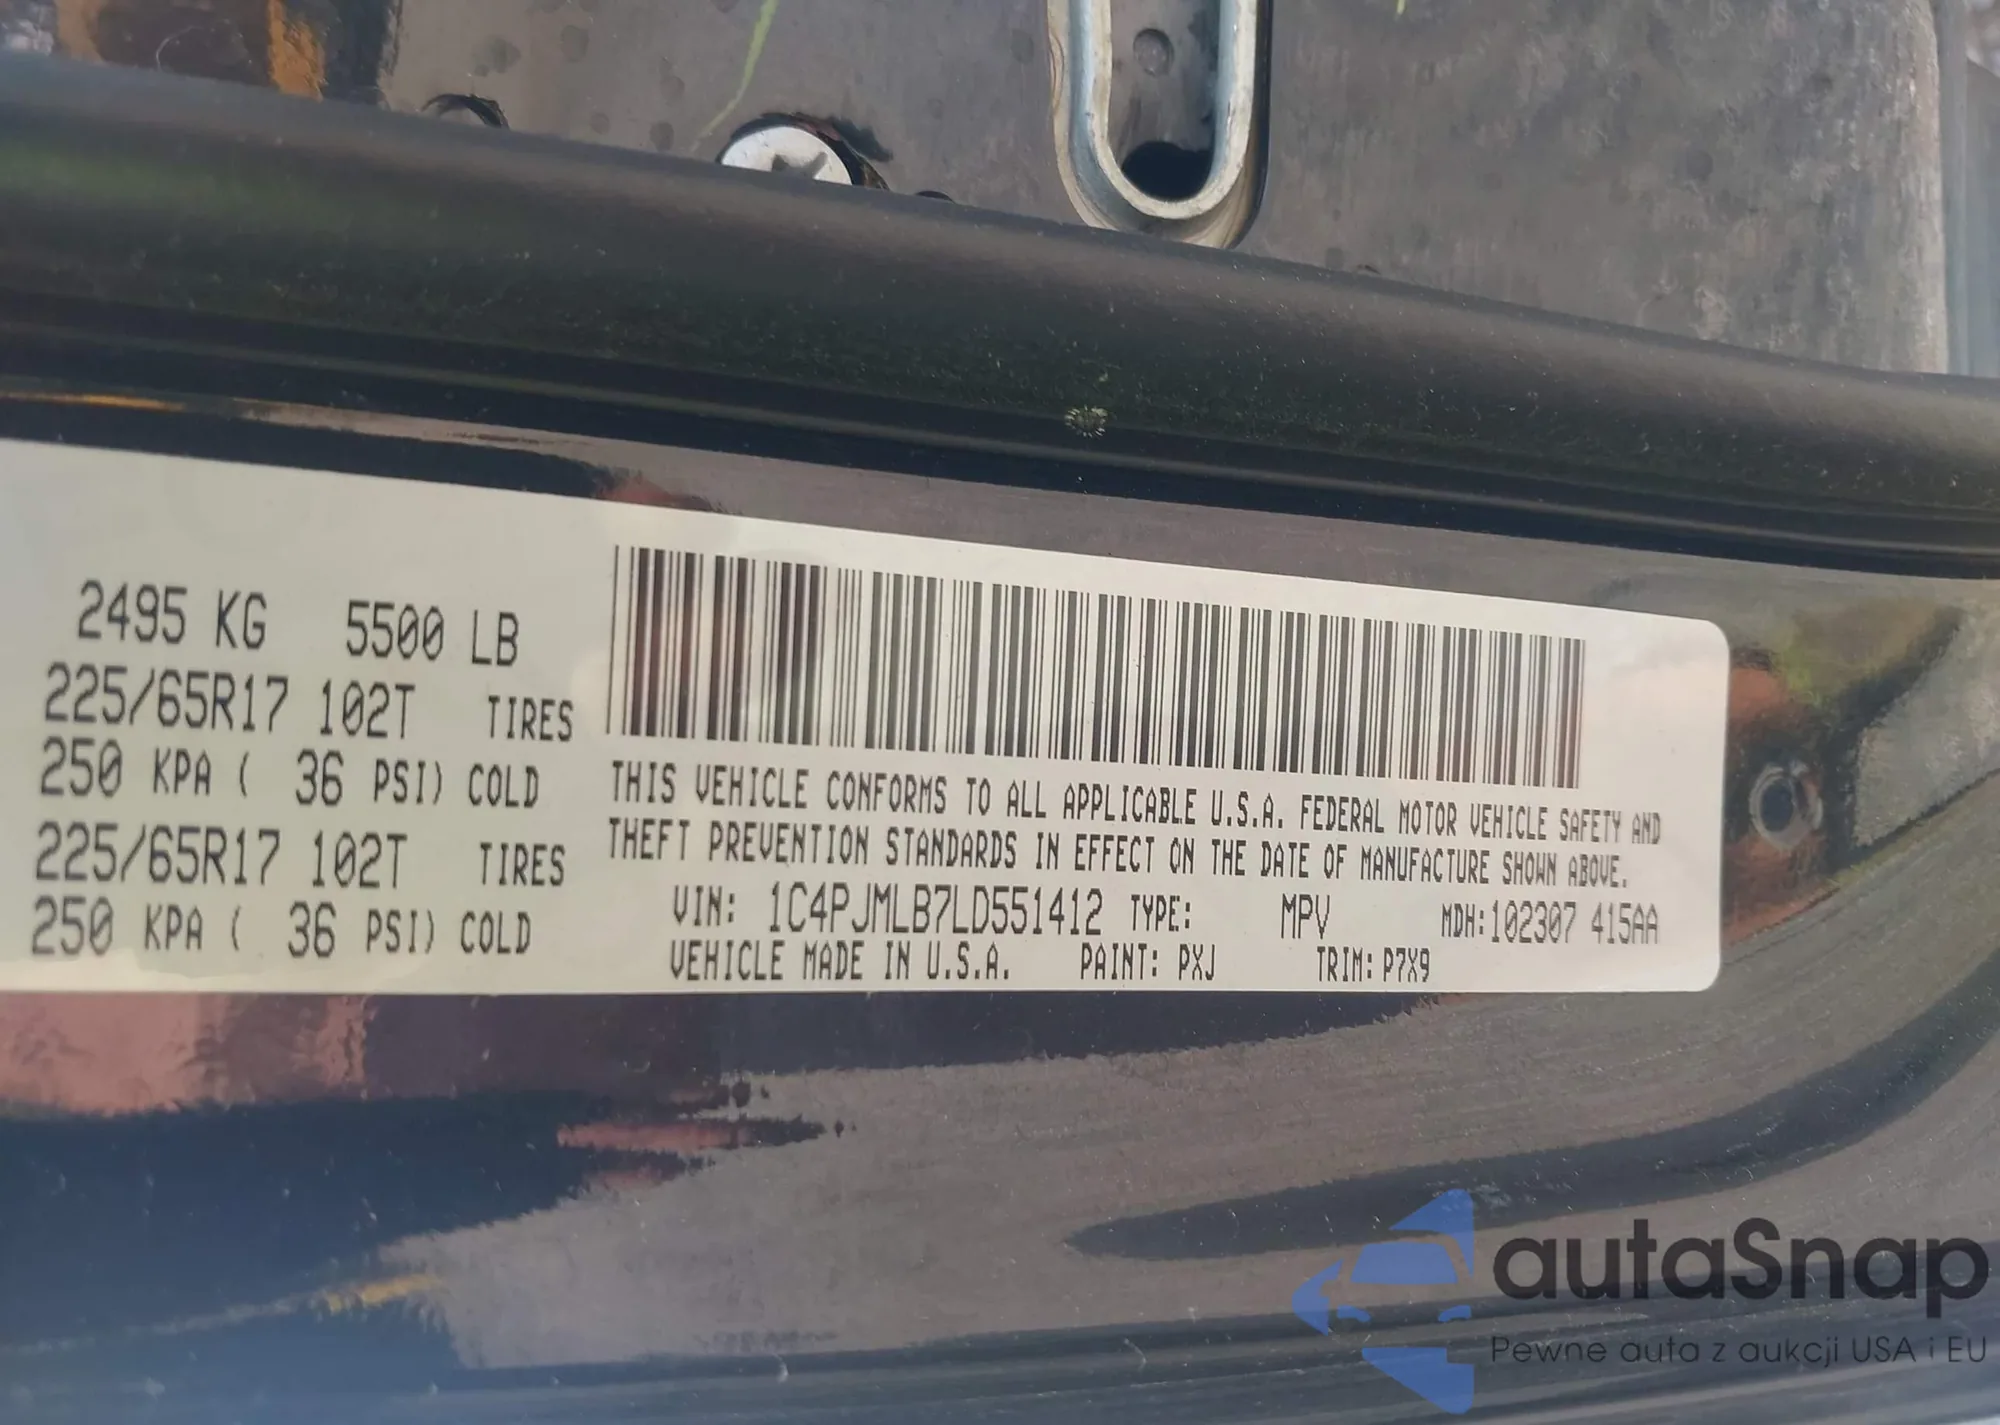 2495 KG 5500 LB
225/65R17 102T TIRES
250 KPA ( 36 PSI) COLD
225/65R17 102T TIRES
250 KPA ( 36 PSI) COLD
THIS VEHICLE CONFORMS TO ALL APPLICABLE U.S.A. FEDERAL MOTOR VEHICLE SAFETY AND
THEFT PREVENTION STANDARDS IN EFFECT ON THE DATE OF MANUFACTURE SHOWN ABOVE.
VIN: 1C4PJMLB7LD551412 TYPE: MPV MDH:102307 415AA
VEHICLE MADE IN U.S.A. PAINT: PXJ TRIM: P7X9
autaSnap
Pewne auta z aukcji USA i EU